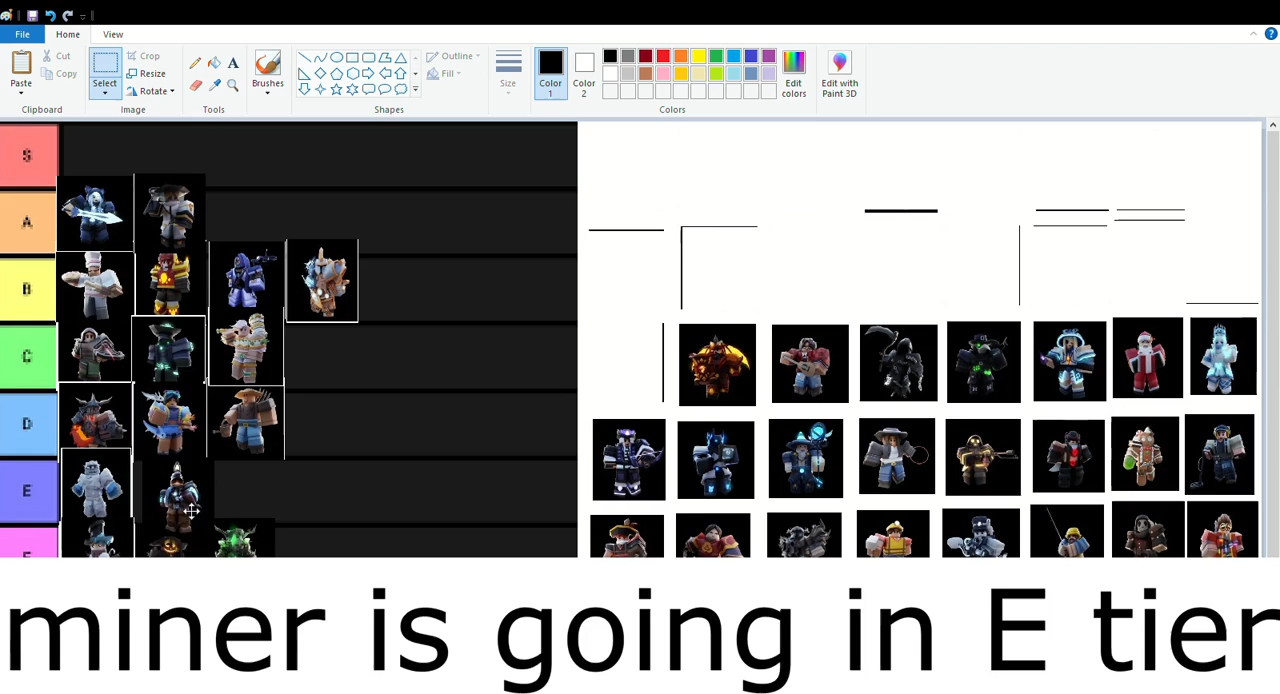 File Home View
Paste
Cut
Copy
Clipboard
Select
Crop
Resize
Rotate
Image
Tools
Brushes
Shapes
Outline
Fill
Size
Color 1
Color 2
Colors
Edit colors
Edit with Paint 3D
S
A
B
C
D
E
F
miner is going in E tier